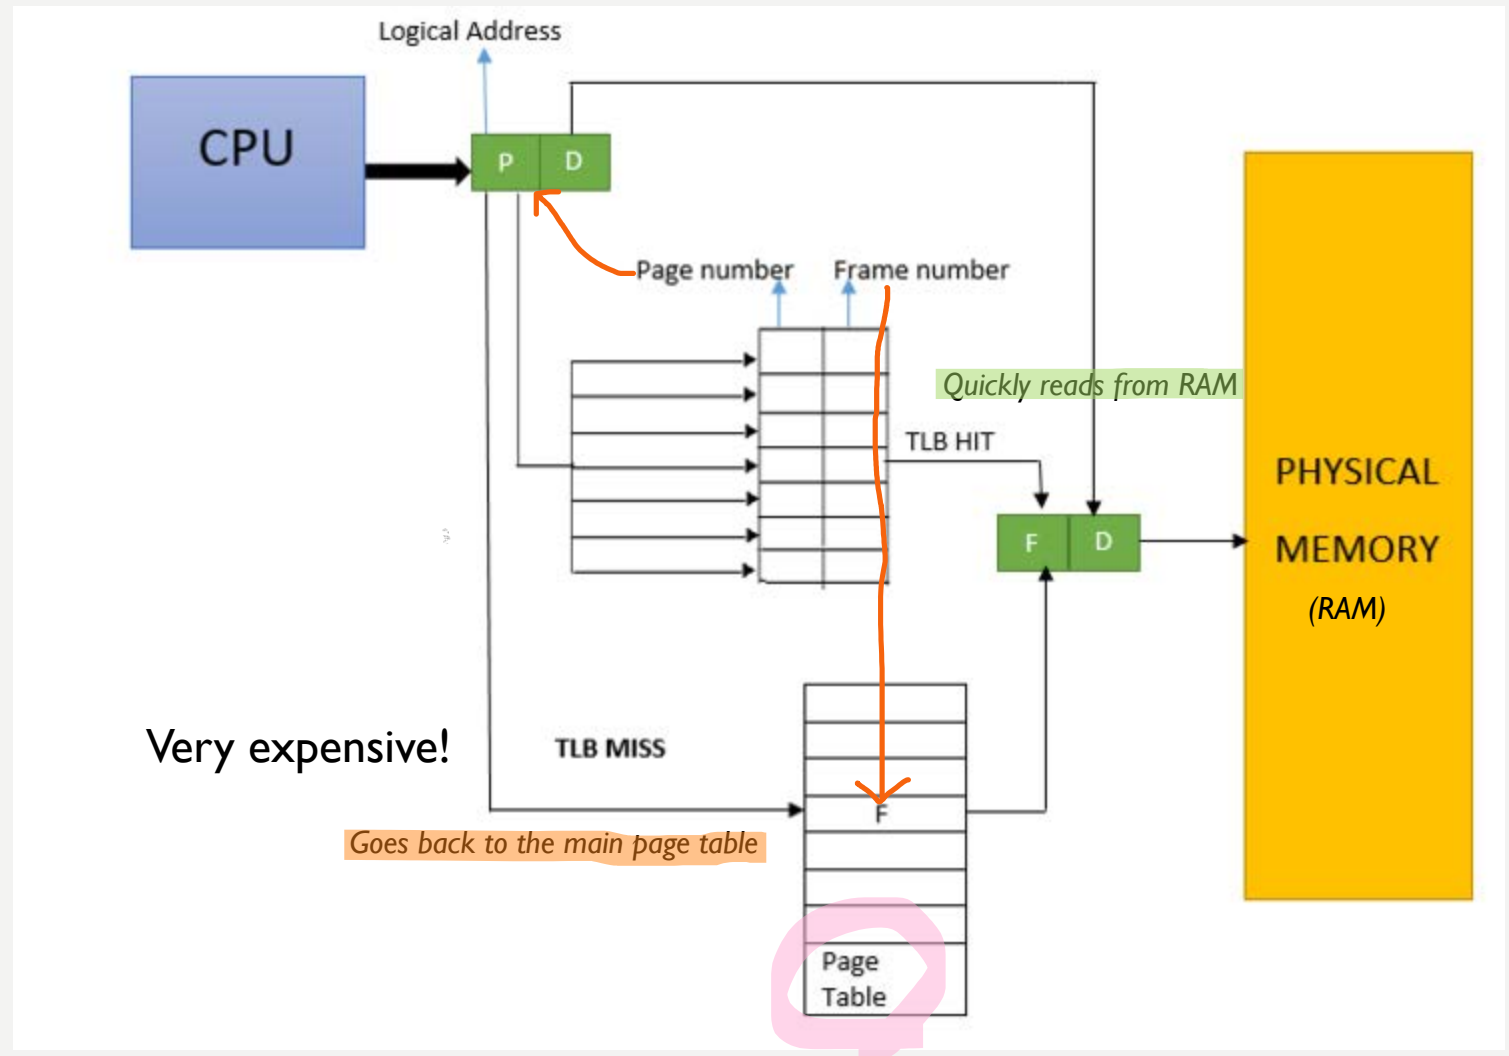 Logical Address
CPU
P D
Page number Frame number
Quickly reads from RAM
TLB HIT
PHYSICAL
MEMORY
(RAM)
F D
Very expensive!
TLB MISS
F
Goes back to the main page table
Page
Table